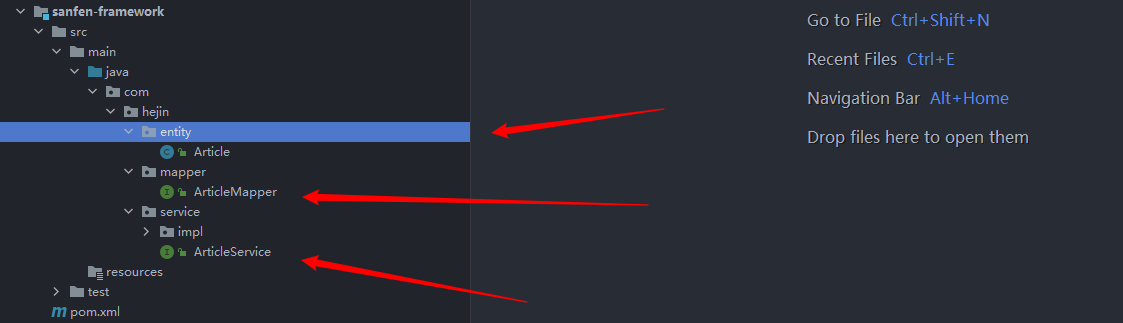 sanfen-framework
src
main
java
com
hejin
entity
Article
mapper
ArticleMapper
service
impl
ArticleService
resources
test
pom.xml
Go to File Ctrl+Shift+N
Recent Files Ctrl+E
Navigation Bar Alt+Home
Drop files here to open them